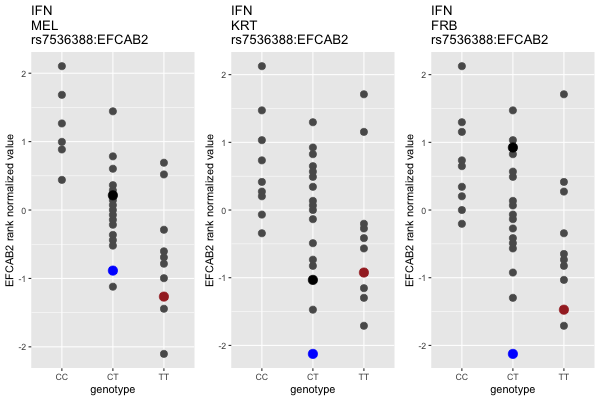 IFN
MEL
rs7536388:EFCAB2
EFCAB2 rank normalized value
2
1
0
-1
-2
CC CT TT
genotype
IFN
KRT
rs7536388:EFCAB2
EFCAB2 rank normalized value
2
1
0
-1
-2
CC CT TT
genotype
IFN
FRB
rs7536388:EFCAB2
EFCAB2 rank normalized value
2
1
0
-1
-2
CC CT TT
genotype